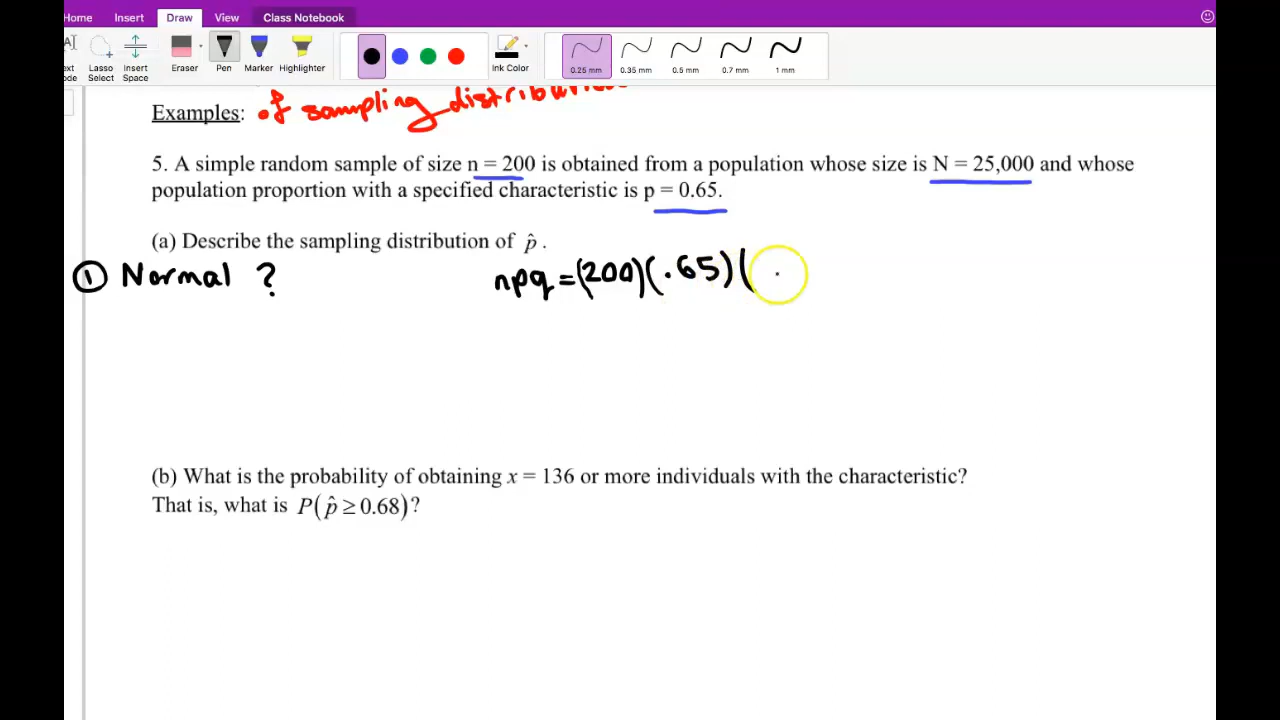 Home Insert Draw View Class Notebook
Lasso Select Insert Space Eraser Pen Marker Highlighter Ink Color 0.25 mm 0.35 mm 0.5 mm 0.7 mm 1 mm
Examples: of sampling
5. A simple random sample of size n = 200 is obtained from a population whose size is N = 25,000 and whose
population proportion with a specified characteristic is p = 0.65.
(a) Describe the sampling distribution of p̂ .
① Normal ? npq = (200)(.65)( .
(b) What is the probability of obtaining x = 136 or more individuals with the characteristic?
That is, what is P(p̂ ≥ 0.68)?